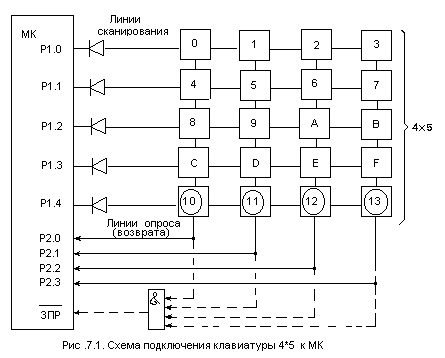 Линии
сканирования
МК
P1.0 0 1 2 3
P1.1 4 5 6 7
P1.2 8 9 A B
4×5
P1.3 C D E F
P1.4 10 11 12 13
Линии опроса
(возврата)
P2.0
P2.1
P2.2
P2.3
&
ЗПР
Рис .7.1. Схема подключения клавиатуры 4*5 к МК